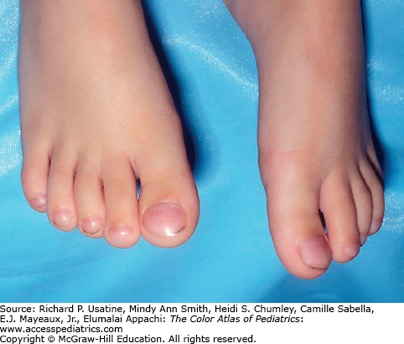 Source: Richard P. Usatine, Mindy Ann Smith, Heidi S. Chumley, Camille Sabella,
E.J. Mayeaux, Jr., Elumalai Appachi: The Color Atlas of Pediatrics:
www.accesspediatrics.com
Copyright © McGraw-Hill Education. All rights reserved.